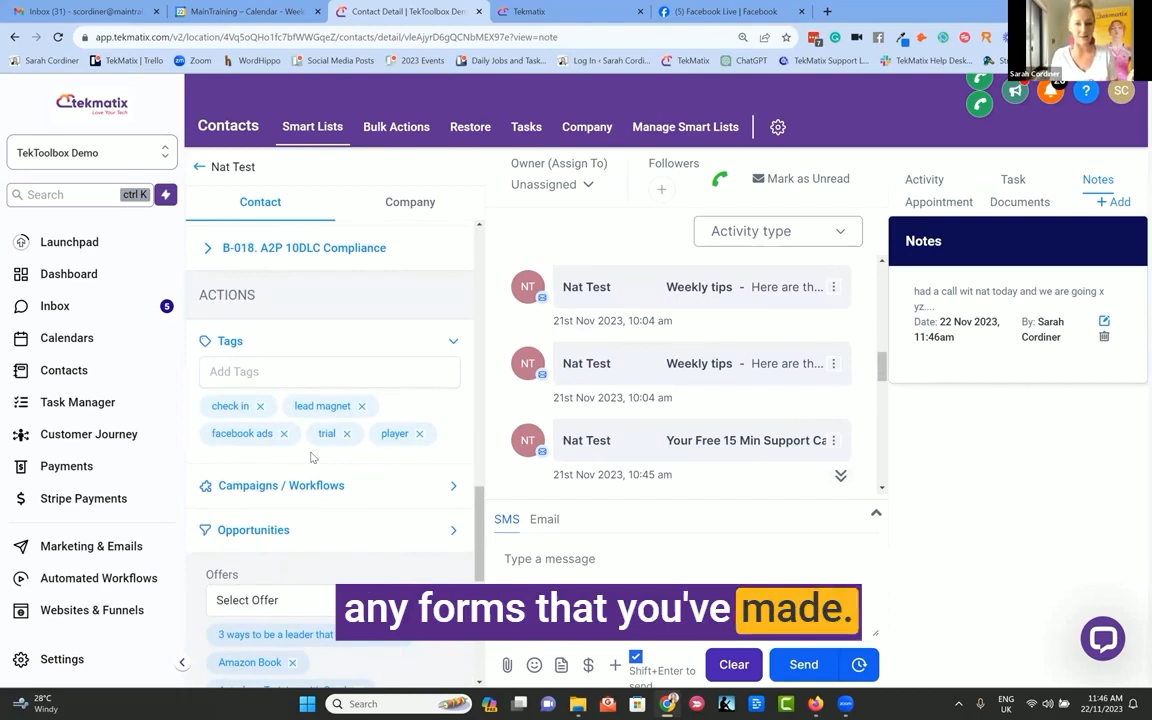 Inbox (31) - scordiner@maintrai
MainTraining - Calendar - Week
Contact Detail | TekToolbox Dem
Tekmatix
(5) Facebook Live | Facebook
app.tekmatix.com/v2/location/4Vq5oQHo1fc7bfWWGqeZ/contacts/detail/vleAjyrD6gQCNbMEX97e?view=note
Sarah Cordiner
TekMatix | Trello
Zoom
WordHippo
Social Media Posts
2023 Events
Daily Jobs and Task...
Log In ‹ Sarah Cordi...
TekMatix
ChatGPT
TekMatix Support L...
TekMatix Help Desk...
Sarah Cordiner
tekmatix
Love Your Tech
Contacts
Smart Lists
Bulk Actions
Restore
Tasks
Company
Manage Smart Lists
SC
TekToolbox Demo
Search
ctrl K
Launchpad
Dashboard
Inbox
5
Calendars
Contacts
Task Manager
Customer Journey
Payments
Stripe Payments
Marketing & Emails
Automated Workflows
Websites & Funnels
Settings
Nat Test
Contact
Company
B-018. A2P 10DLC Compliance
ACTIONS
Tags
Add Tags
check in
lead magnet
facebook ads
trial
player
Campaigns / Workflows
Opportunities
Offers
Select Offer
3 ways to be a leader that
Amazon Book
Owner (Assign To)
Unassigned
Followers
Mark as Unread
Activity type
NT
Nat Test
Weekly tips - Here are th...
21st Nov 2023, 10:04 am
NT
Nat Test
Weekly tips - Here are th...
21st Nov 2023, 10:04 am
NT
Nat Test
Your Free 15 Min Support Ca
21st Nov 2023, 10:45 am
SMS
Email
Type a message
any forms that you've made.
Shift+Enter to
send
Clear
Send
Activity
Task
Notes
Appointment
Documents
+ Add
Notes
had a call wit nat today and we are going x
yz....
Date: 22 Nov 2023,
11:46am
By: Sarah
Cordiner
28°C
Windy
Search
ENG
UK
11:46 AM
22/11/2023